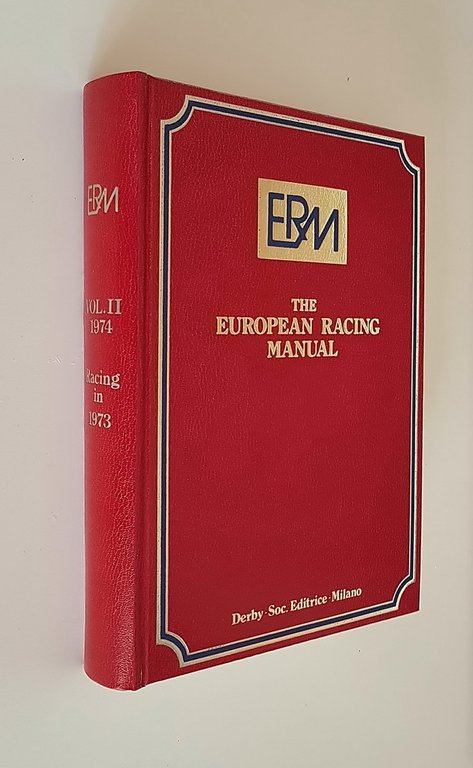 ERM
VOL. II
1974
Racing
in
1973
ERM
THE
EUROPEAN RACING
MANUAL
Derby · Soc. Editrice · Milano